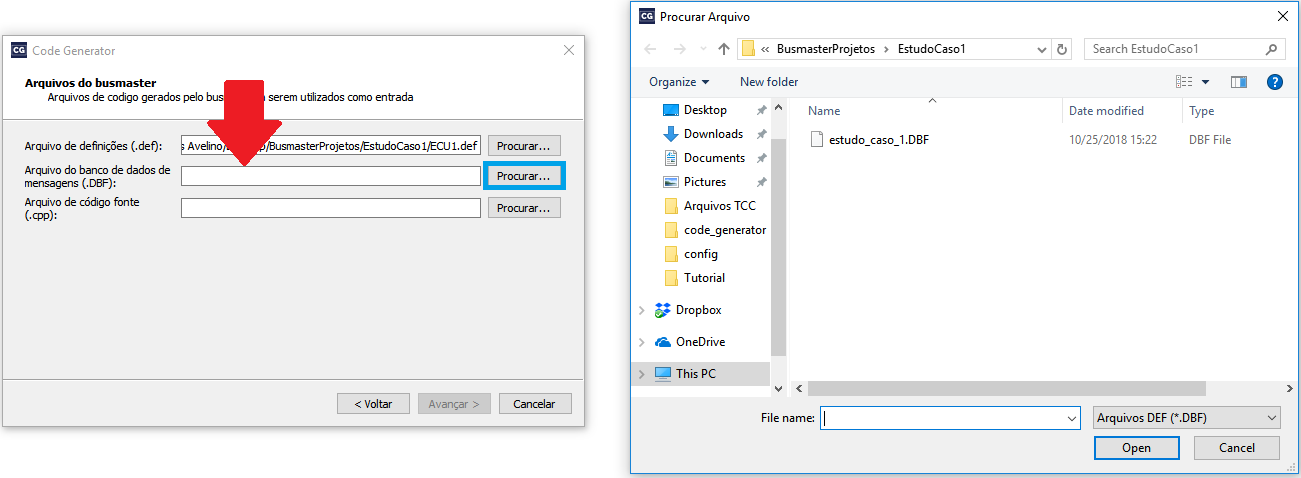 CG Code Generator
Arquivos do busmaster
Arquivos de codigo gerados pelo bus a serem utilizados como entrada
Arquivo de definições (.def):
s Avelino/ p/BusmasterProjetos/EstudoCaso1/ECU1.def
Procurar...
Arquivo do banco de dados de
mensagens (.DBF):
Procurar...
Arquivo de código fonte
(.cpp):
Procurar...
< Voltar
Avançar >
Cancelar
CG Procurar Arquivo
« BusmasterProjetos > EstudoCaso1
Search EstudoCaso1
Organize
New folder
Desktop
Downloads
Documents
Pictures
Arquivos TCC
code_generator
config
Tutorial
Dropbox
OneDrive
This PC
Name
Date modified
Type
estudo_caso_1.DBF
10/25/2018 15:22
DBF File
File name:
Arquivos DEF (*.DBF)
Open
Cancel